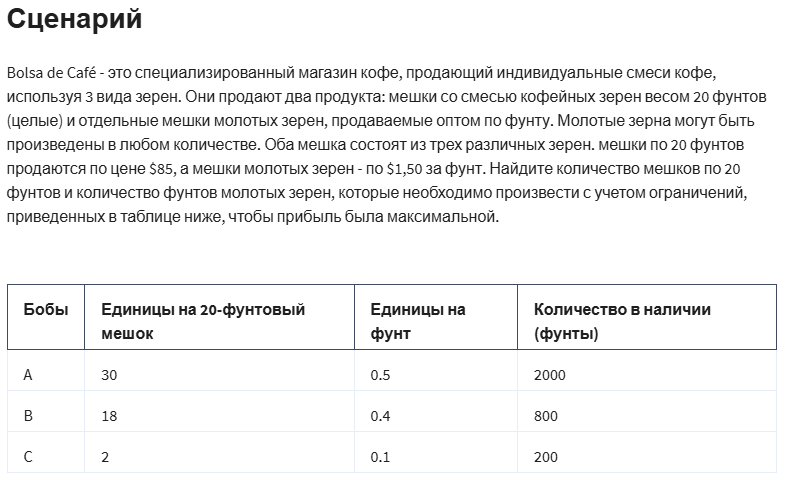 Сценарий
Bolsa de Café - это специализированный магазин кофе, продающий индивидуальные смеси кофе,
используя 3 вида зерен. Они продают два продукта: мешки со смесью кофейных зерен весом 20 фунтов
(целые) и отдельные мешки молотых зерен, продаваемые оптом по фунту. Молотые зерна могут быть
произведены в любом количестве. Оба мешка состоят из трех различных зерен. мешки по 20 фунтов
продаются по цене $85, а мешки молотых зерен - по $1,50 за фунт. Найдите количество мешков по 20
фунтов и количество фунтов молотых зерен, которые необходимо произвести с учетом ограничений,
приведенных в таблице ниже, чтобы прибыль была максимальной.
Бобы Единицы на 20-фунтовый мешок Единицы на фунт Количество в наличии (фунты)
A 30 0.5 2000
B 18 0.4 800
C 2 0.1 200